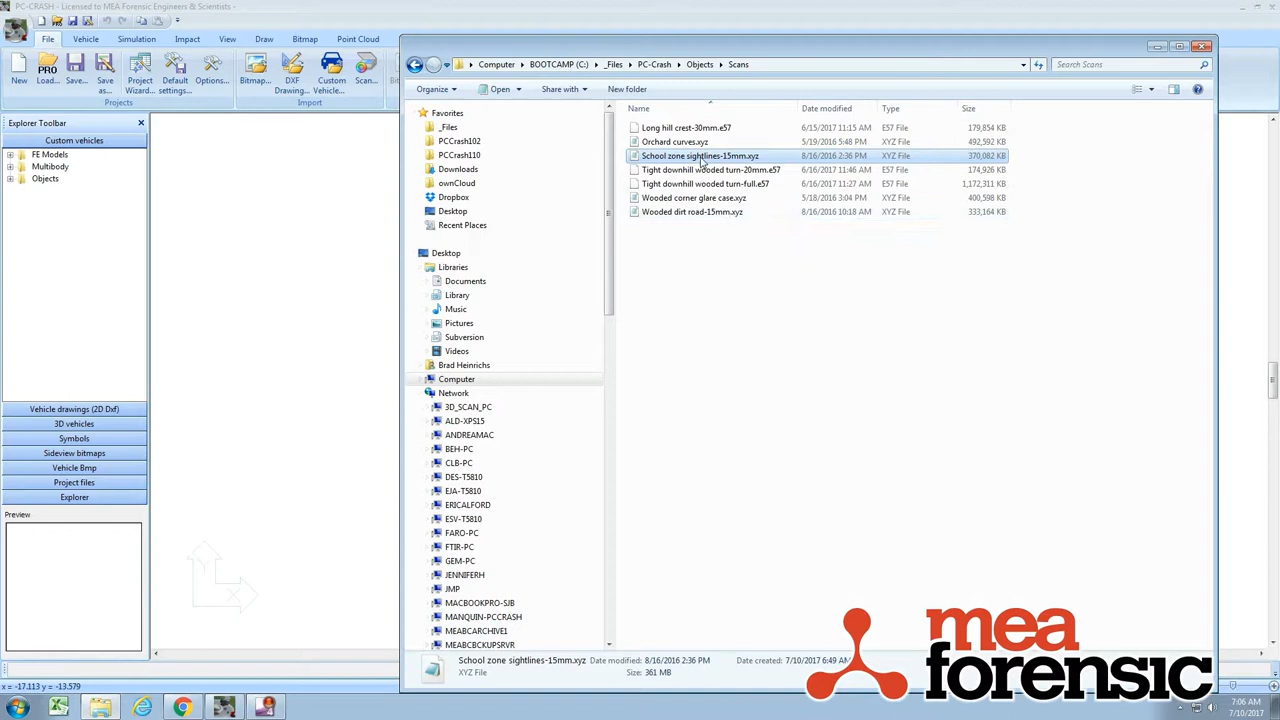 PC-CRASH - Licensed to MEA Forensic Engineers & Scientists
File Vehicle Simulation Impact View Draw Bitmap Point Cloud
New
Load...
Save...
Save as...
Project Wizard...
Default settings...
Options...
Bitmap...
DXF Drawing...
Custom Vehicle...
Scan...
Projects
Import
Explorer Toolbar
Custom vehicles
FE Models
Multibody
Objects
Vehicle drawings (2D Dxf)
3D vehicles
Symbols
Sideview bitmaps
Vehicle Bmp
Project files
Explorer
Preview
x = -17.113 y = -13.579
Computer BOOTCAMP (C:) _Files PC-Crash Objects Scans
Search Scans
Organize Open Share with New folder
Favorites
_Files
PCCrash102
PCCrash110
Downloads
ownCloud
Dropbox
Desktop
Recent Places
Desktop
Libraries
Documents
Library
Music
Pictures
Subversion
Videos
Brad Heinrichs
Computer
Network
3D_SCAN_PC
ALD-XPS15
ANDREAMAC
BEH-PC
CLB-PC
DES-T5810
EJA-T5810
ERICALFORD
ESV-T5810
FARO-PC
FTIR-PC
GEM-PC
JENNIFERH
JMP
MACBOOKPRO-SJB
MANQUIN-PCCRASH
MEABCARCHIVE1
MEABCBCKUPSRVR
Name Date modified Type Size
Long hill crest-30mm.e57 6/15/2017 11:15 AM E57 File 179,854 KB
Orchard curves.xyz 5/19/2016 5:48 PM XYZ File 492,592 KB
School zone sightlines-15mm.xyz 8/16/2016 2:36 PM XYZ File 370,082 KB
Tight downhill wooded turn-20mm.e57 6/16/2017 11:46 AM E57 File 174,926 KB
Tight downhill wooded turn-full.e57 6/16/2017 11:27 AM E57 File 1,172,311 KB
Wooded corner glare case.xyz 5/18/2016 3:04 PM XYZ File 400,598 KB
Wooded dirt road-15mm.xyz 8/16/2016 10:18 AM XYZ File 333,164 KB
School zone sightlines-15mm.xyz Date modified: 8/16/2016 2:36 PM Date created: 7/10/2017 6:49 AM
XYZ File Size: 361 MB
mea
forensic
7:06 AM
7/10/2017